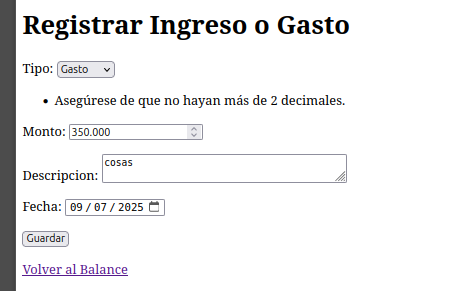 Registrar Ingreso o Gasto
Tipo: Gasto
• Asegúrese de que no hayan más de 2 decimales.
Monto: 350.000
Descripcion: cosas
Fecha: 09 / 07 / 2025
Guardar
Volver al Balance